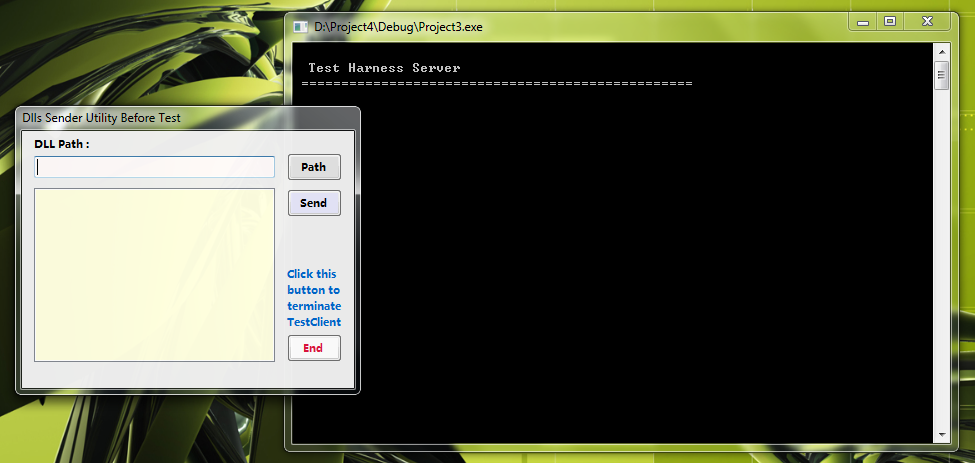 D:\Project4\Debug\Project3.exe
Test Harness Server
=================================================
Dlls Sender Utility Before Test
DLL Path :
Path
Send
Click this
button to
terminate
TestClient
End